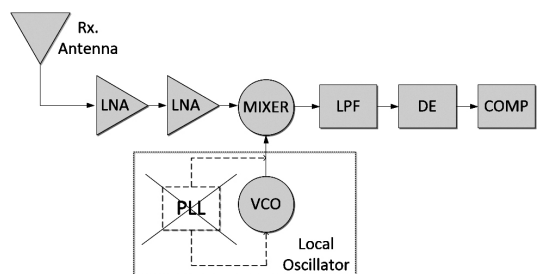 Rx.
Antenna
LNA
LNA
MIXER
LPF
DE
COMP
PLL
VCO
Local
Oscillator